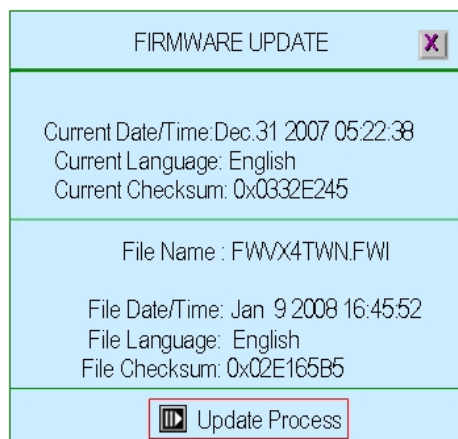 FIRMWARE UPDATE X
Current Date/Time:Dec.31 2007 05:22:38
Current Language: English
Current Checksum: 0x0332E245
File Name : FWVX4TWN.FWI
File Date/Time: Jan 9 2008 16:45:52
File Language: English
File Checksum: 0x02E165B5
Update Process